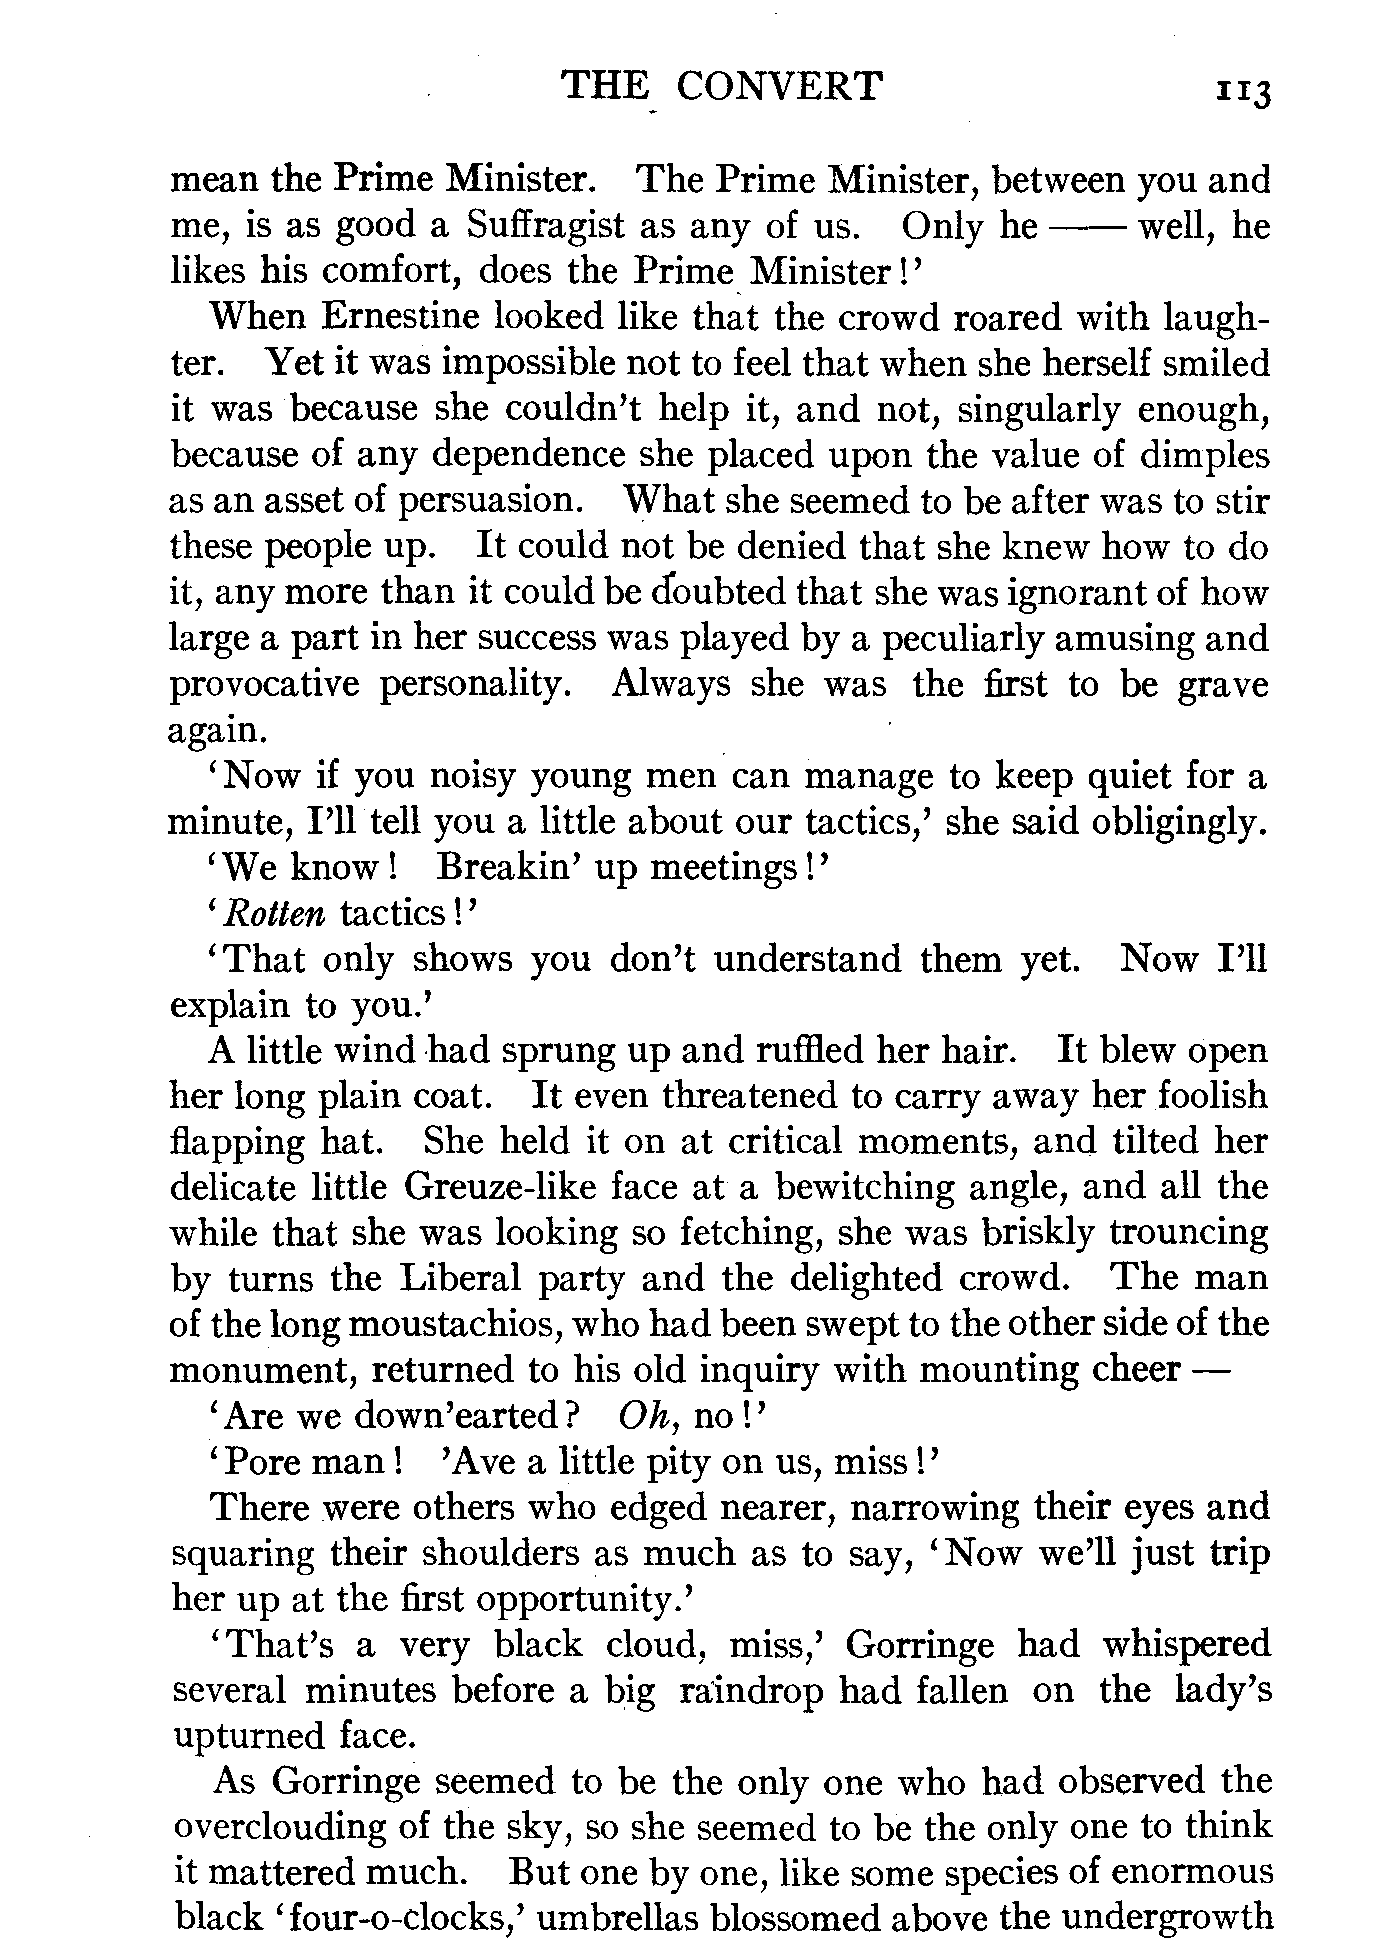 THE CONVERT 113
mean the Prime Minister. The Prime Minister, between you and
me, is as good a Suffragist as any of us. Only he —— well, he
likes his comfort, does the Prime Minister!'
When Ernestine looked like that the crowd roared with laugh-
ter. Yet it was impossible not to feel that when she herself smiled
it was because she couldn't help it, and not, singularly enough,
because of any dependence she placed upon the value of dimples
as an asset of persuasion. What she seemed to be after was to stir
these people up. It could not be denied that she knew how to do
it, any more than it could be doubted that she was ignorant of how
large a part in her success was played by a peculiarly amusing and
provocative personality. Always she was the first to be grave
again.
'Now if you noisy young men can manage to keep quiet for a
minute, I'll tell you a little about our tactics,' she said obligingly.
'We know! Breakin' up meetings!'
'Rotten tactics!'
'That only shows you don't understand them yet. Now I'll
explain to you.'
A little wind had sprung up and ruffled her hair. It blew open
her long plain coat. It even threatened to carry away her foolish
flapping hat. She held it on at critical moments, and tilted her
delicate little Greuze-like face at a bewitching angle, and all the
while that she was looking so fetching, she was briskly trouncing
by turns the Liberal party and the delighted crowd. The man
of the long moustachios, who had been swept to the other side of the
monument, returned to his old inquiry with mounting cheer —
'Are we down'earted? Oh, no!'
'Pore man! 'Ave a little pity on us, miss!'
There were others who edged nearer, narrowing their eyes and
squaring their shoulders as much as to say, 'Now we'll just trip
her up at the first opportunity.'
'That's a very black cloud, miss,' Gorringe had whispered
several minutes before a big raindrop had fallen on the lady's
upturned face.
As Gorringe seemed to be the only one who had observed the
overclouding of the sky, so she seemed to be the only one to think
it mattered much. But one by one, like some species of enormous
black 'four-o-clocks,' umbrellas blossomed above the undergrowth